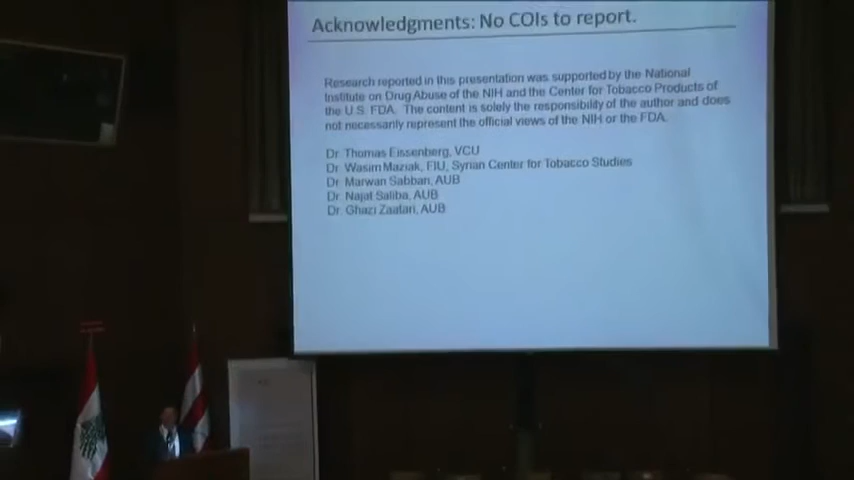 Acknowledgments: No COIs to report.
Research reported in this presentation was supported by the National
Institute on Drug Abuse of the NIH and the Center for Tobacco Products of
the U.S. FDA. The content is solely the responsibility of the author and does
not necessarily represent the official views of the NIH or the FDA.
Dr. Thomas Eissenberg, VCU
Dr. Wasim Maziak, FIU, Syrian Center for Tobacco Studies
Dr. Marwan Sabban, AUB
Dr. Najat Saliba, AUB
Dr. Ghazi Zaatari, AUB